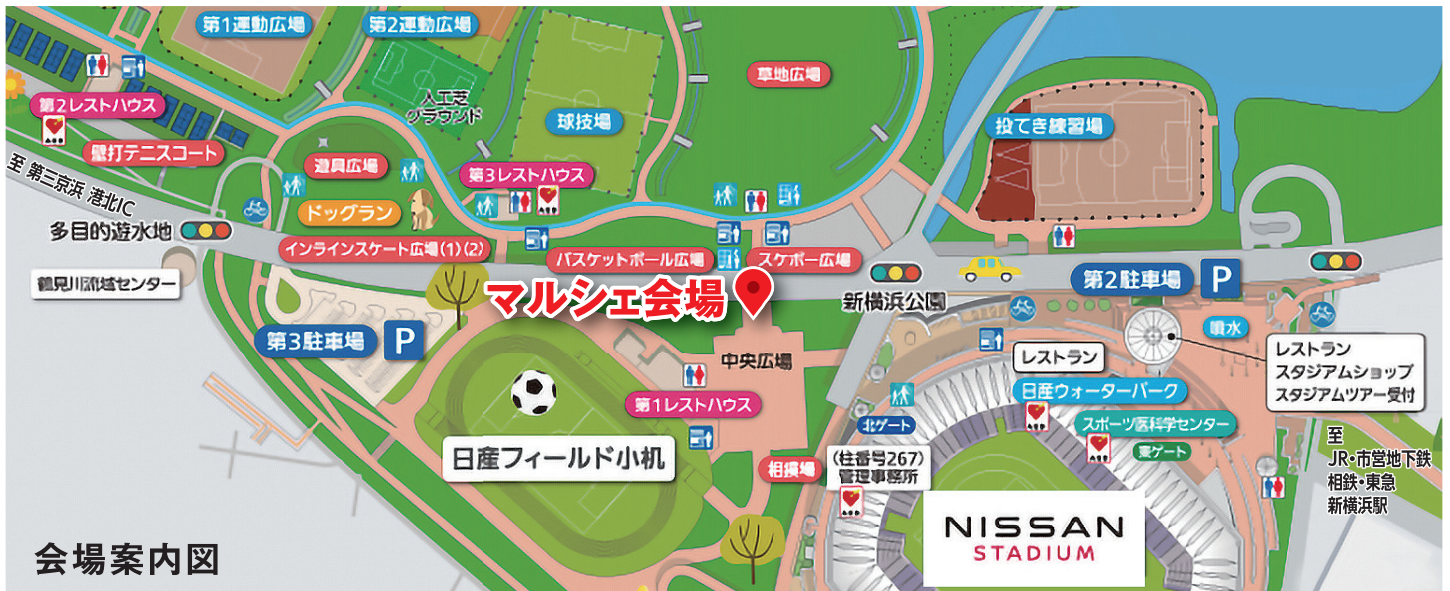 第1運動広場
第2運動広場
草地広場
第2レストハウス
人工芝
グラウンド
球技場
投てき練習場
壁打テニスコート
遊具広場
第3レストハウス
至 第三京浜 港北IC
ドッグラン
多目的遊水地
インラインスケート広場(1)(2)
バスケットボール広場
スケボー広場
鶴見川流域センター
マルシェ会場
新横浜公園
第2駐車場
P
第3駐車場
P
中央広場
噴水
レストラン
レストラン
スタジアムショップ
スタジアムツアー受付
日産ウォーターパーク
第1レストハウス
北ゲート
スポーツ医科学センター
東ゲート
日産フィールド小机
相撲場
(柱番号267)
管理事務所
至
JR・市営地下鉄
相鉄・東急
新横浜駅
NISSAN
STADIUM
会場案内図